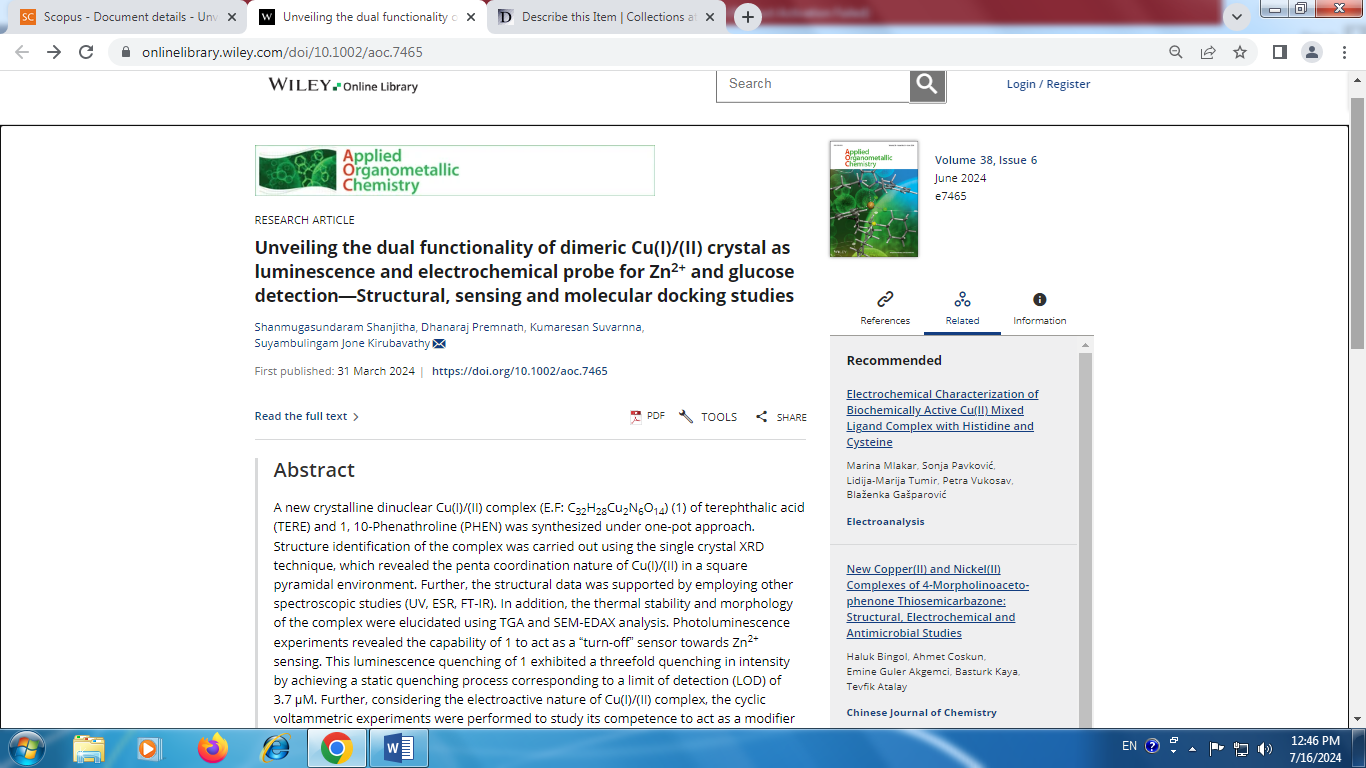 Scopus - Document details - Unv
Unveiling the dual functionality o
Describe this Item | Collections at
onlinelibrary.wiley.com/doi/10.1002/aoc.7465
WILEY Online Library
Search
Login / Register
Applied
Organometallic
Chemistry
Volume 38, Issue 6
June 2024
e7465
RESEARCH ARTICLE
Unveiling the dual functionality of dimeric Cu(I)/(II) crystal as
luminescence and electrochemical probe for Zn2+ and glucose
detection—Structural, sensing and molecular docking studies
Shanmugasundaram Shanjitha, Dhanaraj Premnath, Kumaresan Suvarnna,
Suyambulingam Jone Kirubavathy
First published: 31 March 2024 | https://doi.org/10.1002/aoc.7465
Read the full text
PDF TOOLS SHARE
Abstract
A new crystalline dinuclear Cu(I)/(II) complex (E.F: C32H28Cu2N6O14) (1) of terephthalic acid
(TERE) and 1, 10-Phenathroline (PHEN) was synthesized under one-pot approach.
Structure identification of the complex was carried out using the single crystal XRD
technique, which revealed the penta coordination nature of Cu(I)/(II) in a square
pyramidal environment. Further, the structural data was supported by employing other
spectroscopic studies (UV, ESR, FT-IR). In addition, the thermal stability and morphology
of the complex were elucidated using TGA and SEM-EDAX analysis. Photoluminescence
experiments revealed the capability of 1 to act as a “turn-off” sensor towards Zn2+
sensing. This luminescence quenching of 1 exhibited a threefold quenching in intensity
by achieving a static quenching process corresponding to a limit of detection (LOD) of
3.7 μM. Further, considering the electroactive nature of Cu(I)/(II) complex, the cyclic
voltammetric experiments were performed to study its competence to act as a modifier
References Related Information
Recommended
Electrochemical Characterization of
Biochemically Active Cu(II) Mixed
Ligand Complex with Histidine and
Cysteine
Marina Mlakar, Sonja Pavković,
Lidija-Marija Tumir, Petra Vukosav,
Blaženka Gašparović
Electroanalysis
New Copper(II) and Nickel(II)
Complexes of 4-Morpholinoaceto-
phenone Thiosemicarbazone:
Structural, Electrochemical and
Antimicrobial Studies
Haluk Bingol, Ahmet Coskun,
Emine Guler Akgemci, Basturk Kaya,
Tevfik Atalay
Chinese Journal of Chemistry
EN
12:46 PM
7/16/2024